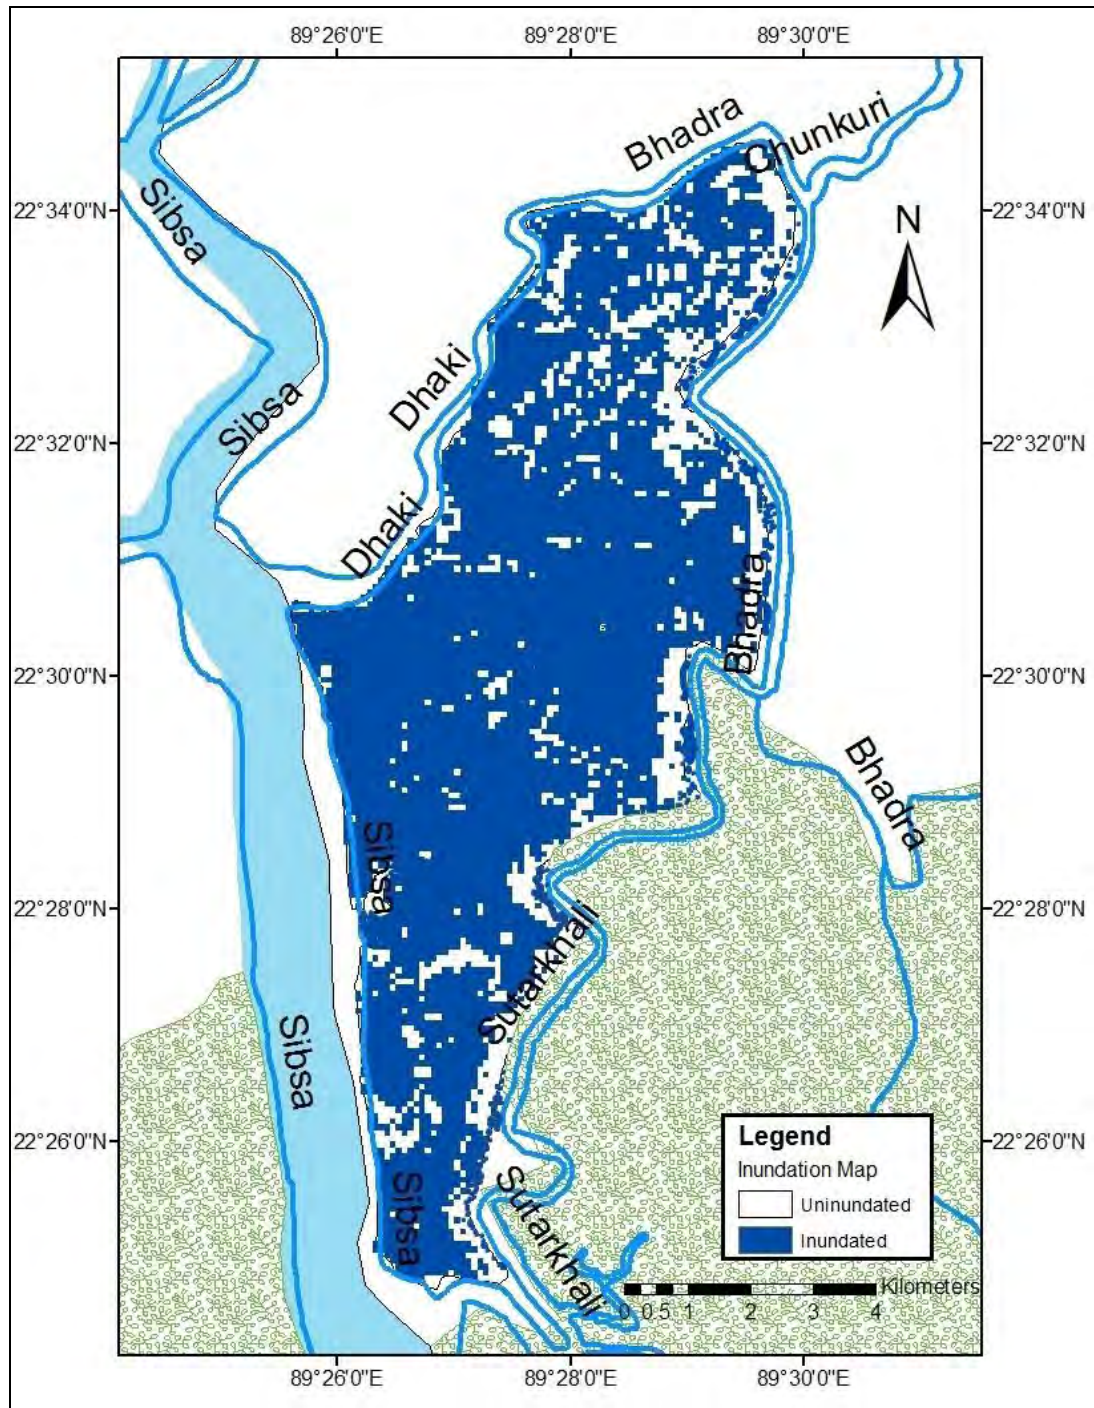 89°26'0"E 89°28'0"E 89°30'0"E
Bhadra
Chunkuri
Sibsa
22°34'0"N 22°34'0"N
N
Dhaki
Sibsa
22°32'0"N 22°32'0"N
Dhaki
Bhadra
6
22°30'0"N 22°30'0"N
Bhadra
Sibsa
22°28'0"N 22°28'0"N
Sutarkhali
Sibsa
22°26'0"N 22°26'0"N
Legend
Inundation Map
Uninundated
Inundated
Sibsa
Sutarkhali
Kilometers
0 0.5 1 2 3 4
89°26'0"E 89°28'0"E 89°30'0"E